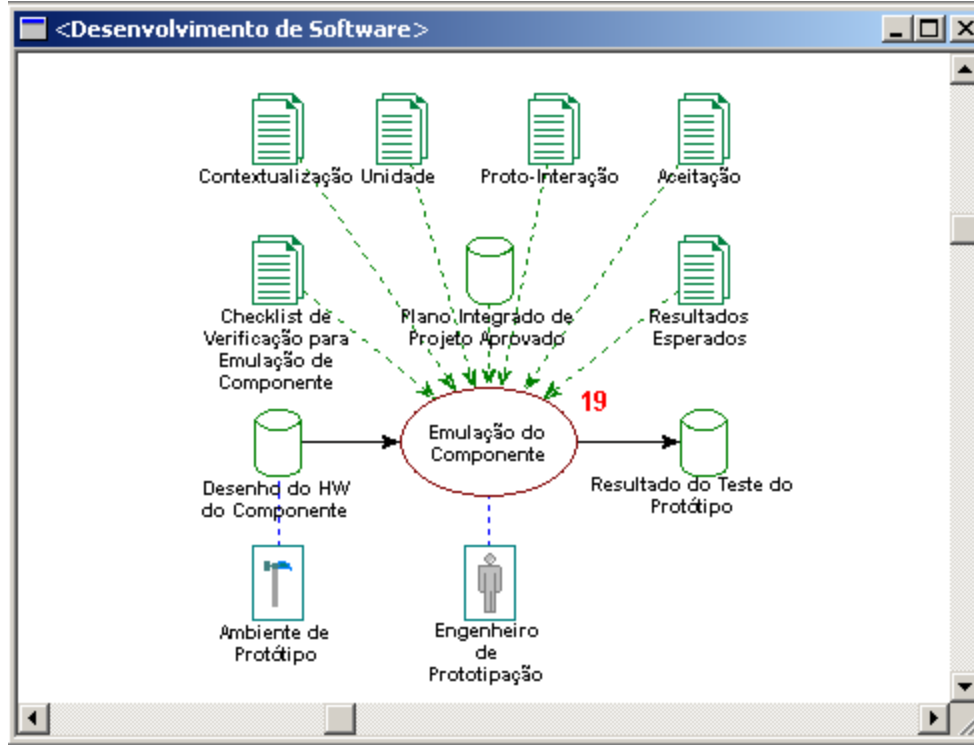 <Desenvolvimento de Software>
Contextualização
Unidade
Proto-Interação
Aceitação
Checklist de
Verificação para
Emulação de
Componente
Plano Integrado de
Projeto Aprovado
Resultados
Esperados
19
Emulação do
Componente
Desenho do HW
do Componente
Resultado do Teste do
Protótipo
Ambiente de
Protótipo
Engenheiro
de
Prototipação